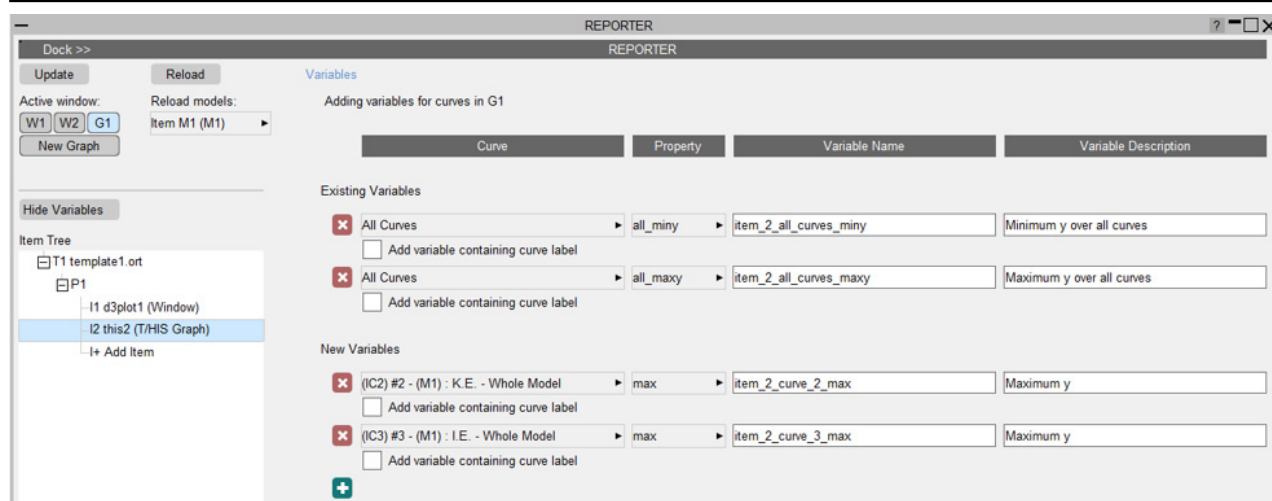 REPORTER
?
Dock >>
REPORTER
Update
Reload
Variables
Active window:
Reload models:
Adding variables for curves in G1
W1 W2 G1
Item M1 (M1)
New Graph
Curve Property Variable Name Variable Description
Existing Variables
Hide Variables
All Curves all_miny item_2_all_curves_miny Minimum y over all curves
Add variable containing curve label
Item Tree
T1 template1.ort
All Curves all_maxy item_2_all_curves_maxy Maximum y over all curves
P1
Add variable containing curve label
I1 d3plot1 (Window)
I2 this2 (T/HIS Graph)
I+ Add Item
New Variables
(IC2) #2 - (M1) : K.E. - Whole Model max item_2_curve_2_max Maximum y
Add variable containing curve label
(IC3) #3 - (M1) : I.E. - Whole Model max item_2_curve_3_max Maximum y
Add variable containing curve label